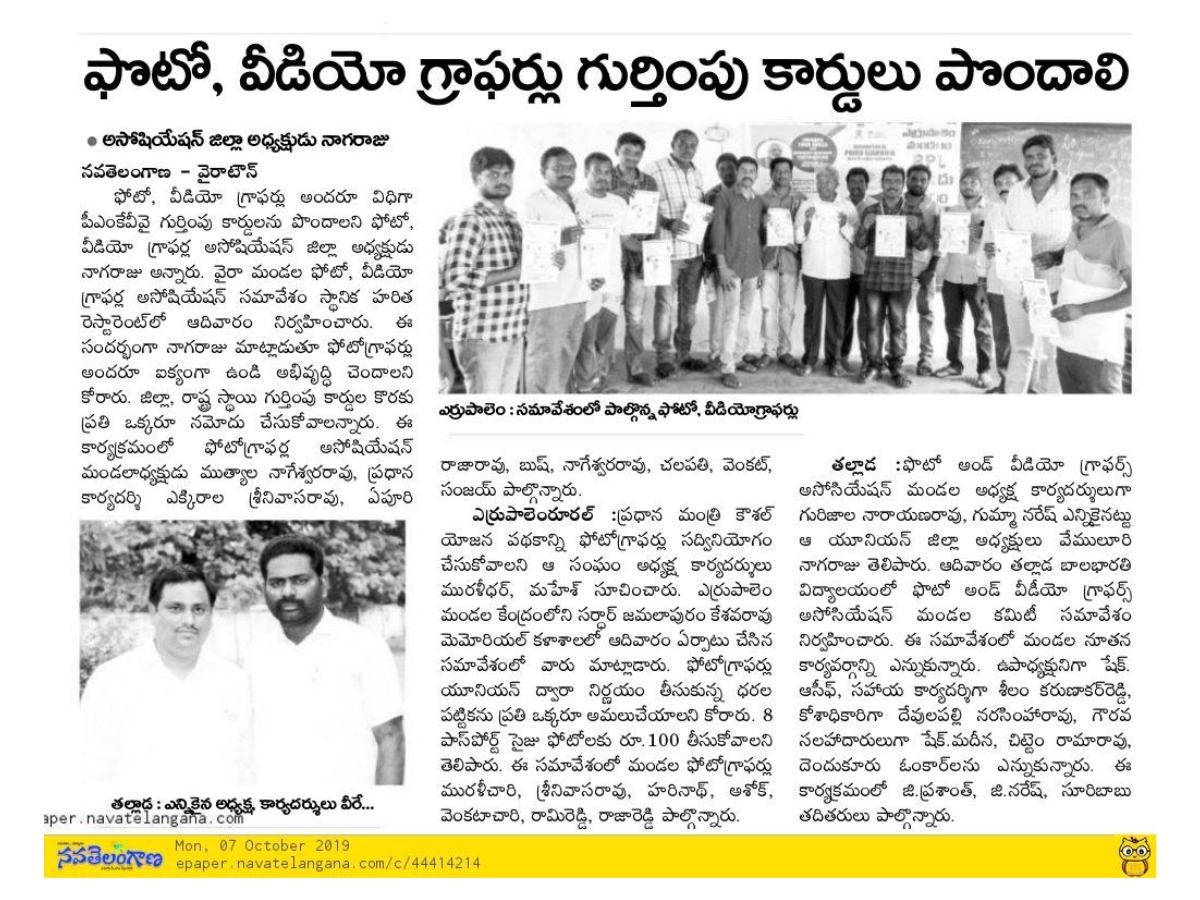 ఫొటో, వీడియో గ్రాఫర్లు గుర్తింపు కార్డులు పొందాలి
● అసోషియేషన్ జిల్లా అధ్యక్షుడు నాగరాజు
నవతెలంగాణ – వైరాటౌన్
ఫోటో, వీడియో గ్రాఫర్లు అందరూ విధిగా
పీఎంకేవీవై గుర్తింపు కార్డులను పొందాలని ఫోటో,
వీడియో గ్రాఫర్ల అసోషియేషన్ జిల్లా అధ్యక్షుడు
నాగరాజు అన్నారు. వైరా మండల ఫోటో, వీడియో
గ్రాఫర్ల అసోషియేషన్ సమావేశం స్థానిక హరిత
రెస్టారెంట్‌లో ఆదివారం నిర్వహించారు. ఈ
సందర్భంగా నాగరాజు మాట్లాడుతూ ఫోటోగ్రాఫర్లు
అందరూ ఐక్యంగా ఉండి అభివృద్ధి చెందాలని
కోరారు. జిల్లా, రాష్ట్ర స్థాయి గుర్తింపు కార్డుల కొరకు
ప్రతి ఒక్కరూ నమోదు చేసుకోవాలన్నారు. ఈ
కార్యక్రమంలో ఫోటోగ్రాఫర్ల అసోషియేషన్
మండలాధ్యక్షుడు ముత్యాల నాగేశ్వరరావు, ప్రధాన
కార్యదర్శి ఎక్కిరాల శ్రీనివాసరావు, ఏపూరి
తల్లాడ : ఎన్నికైన అధ్యక్ష, కార్యదర్శులు వీరే...
ఎర్రుపాలెం : సమావేశంలో పాల్గొన్న ఫోటో, వీడియోగ్రాఫర్లు
రాజారావు, బుష్, నాగేశ్వరరావు, చలపతి, వెంకట్,
సంజయ్ పాల్గొన్నారు.
ఎర్రుపాలెంరూరల్ :ప్రధాన మంత్రి కౌశల్
యోజన పథకాన్ని ఫోటోగ్రాఫర్లు సద్వినియోగం
చేసుకోవాలని ఆ సంఘం అధ్యక్ష కార్యదర్శులు
మురళీధర్, మహేశ్ సూచించారు. ఎర్రుపాలెం
మండల కేంద్రంలోని సర్ధార్ జమలాపురం కేశవరావు
మెమోరియల్ కళాశాలలో ఆదివారం ఏర్పాటు చేసిన
సమావేశంలో వారు మాట్లాడారు. ఫోటోగ్రాఫర్లు
యూనియన్ ద్వారా నిర్ణయం తీసుకున్న ధరల
పట్టికను ప్రతి ఒక్కరూ అమలుచేయాలని కోరారు. 8
పాస్‌పోర్ట్ సైజు ఫోటోలకు రూ.100 తీసుకోవాలని
తెలిపారు. ఈ సమావేశంలో మండల ఫోటోగ్రాఫర్లు
మురళీచారి, శ్రీనివాసరావు, హరినాథ్, అశోక్,
వెంకటాచారి, రామిరెడ్డి, రాజారెడ్డి పాల్గొన్నారు.
తల్లాడ :ఫొటో అండ్ వీడియో గ్రాఫర్స్
అసోసియేషన్ మండల అధ్యక్ష కార్యదర్శులుగా
గురిజాల నారాయణరావు, గుమ్మా నరేష్ ఎన్నికైనట్టు
ఆ యూనియన్ జిల్లా అధ్యక్షులు వేములూరి
నాగరాజు తెలిపారు. ఆదివారం తల్లాడ బాలభారతి
విద్యాలయంలో ఫోటో అండ్ వీడీయో గ్రాఫర్స్
అసోసియేషన్ మండల కమిటీ సమావేశం
నిర్వహించారు. ఈ సమావేశంలో మండల నూతన
కార్యవర్గాన్ని ఎన్నుకున్నారు. ఉపాధ్యక్షునిగా షేక్.
ఆసీఫ్, సహాయ కార్యదర్శిగా శీలం కరుణాకర్‌రెడ్డి,
కోశాధికారిగా దేవులపల్లి నరసింహారావు, గౌరవ
సలహాదారులుగా షేక్.మదీన, చిట్టెం రామారావు,
దెందుకూరు ఓంకార్‌లను ఎన్నుకున్నారు. ఈ
కార్యక్రమంలో జి.ప్రశాంత్, జి.నరేష్, సూరిబాబు
తదితరులు పాల్గొన్నారు.
aper.navatelangana.com
నవతెలంగాణ
Mon, 07 October 2019
epaper.navatelangana.com/c/44414214